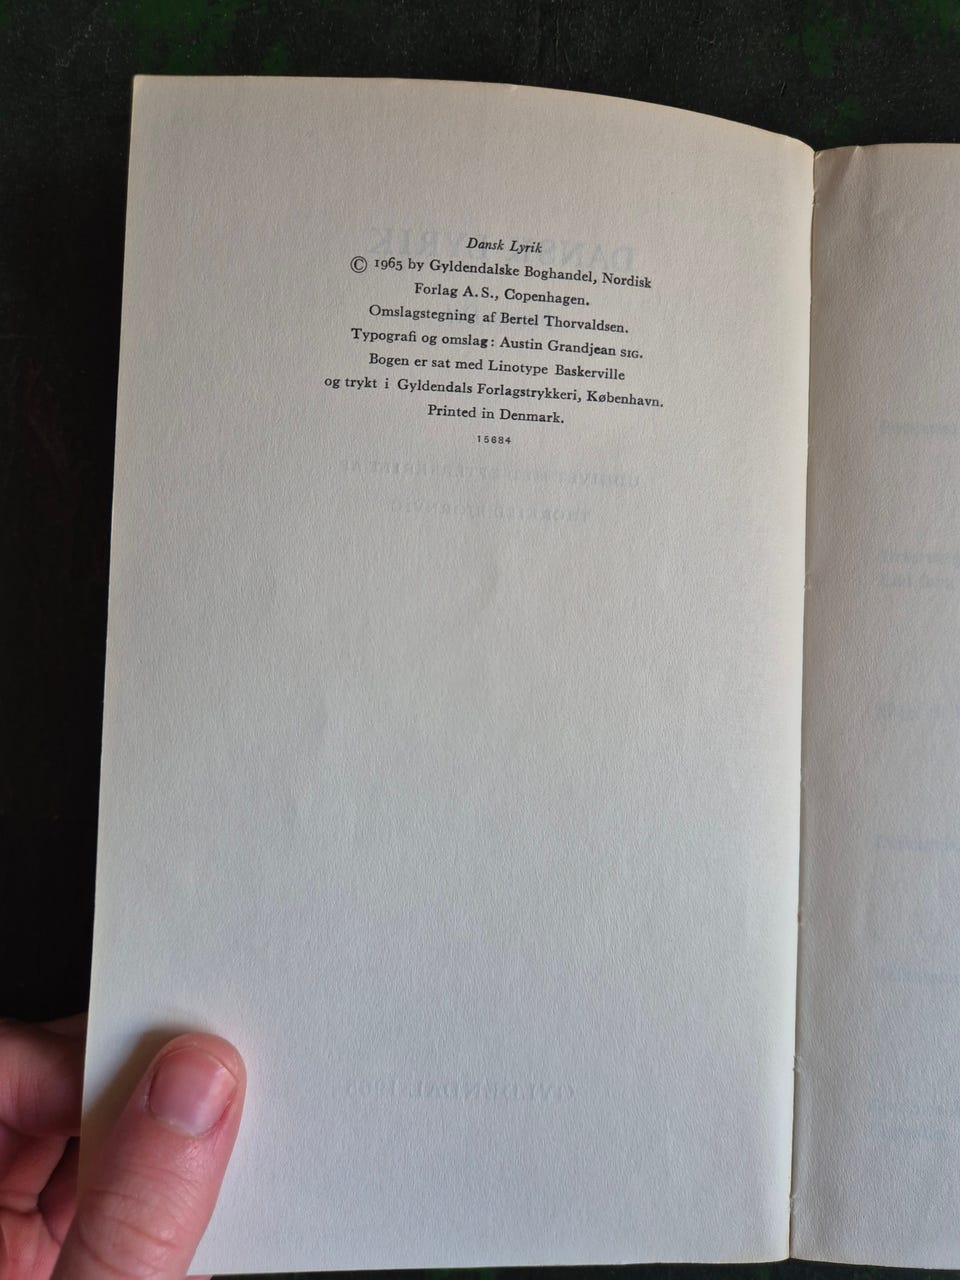 Dansk Lyrik
© 1965 by Gyldendalske Boghandel, Nordisk
Forlag A. S., Copenhagen.
Omslagstegning af Bertel Thorvaldsen.
Typografi og omslag: Austin Grandjean SIG.
Bogen er sat med Linotype Baskerville
og trykt i Gyldendals Forlagstrykkeri, København.
Printed in Denmark.
15684